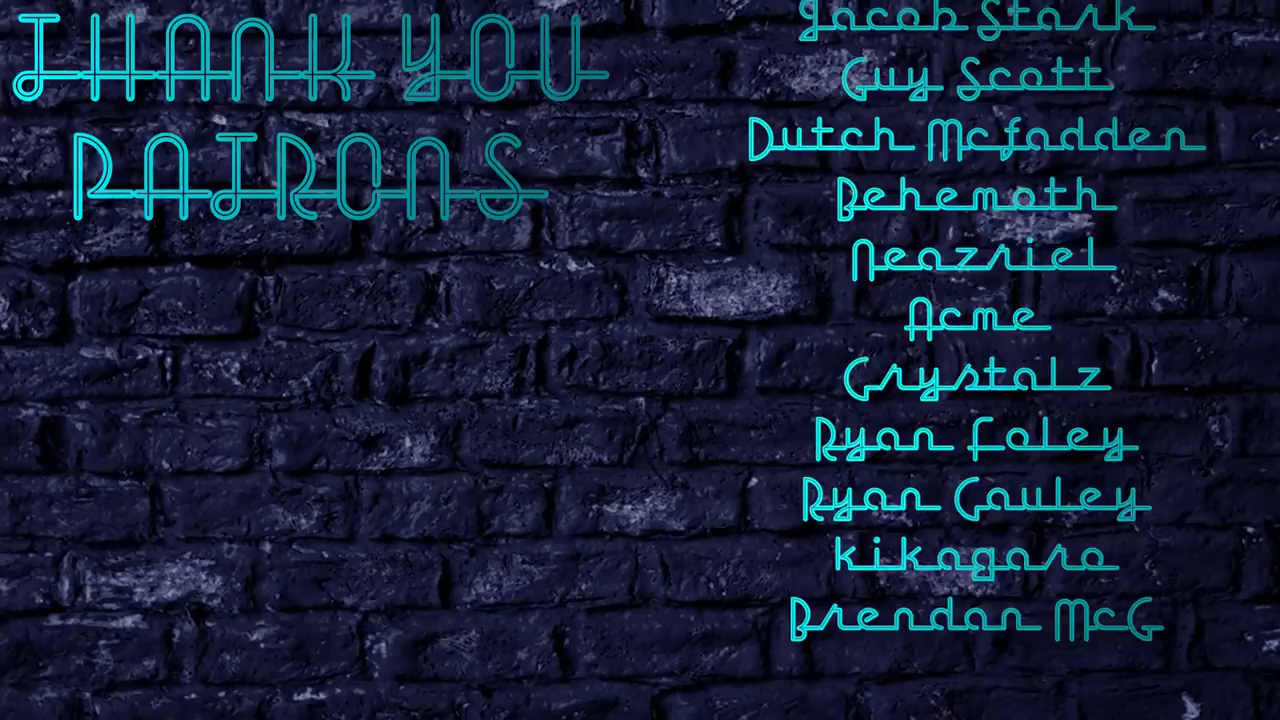 THANK YOU
PATRONS
Jacob Stark
Guy Scott
Dutch Mcfadden
Behemoth
Neazriel
Acme
Crystalz
Ryan Foley
Ryan Gauley
kikagaro
Brendan McG